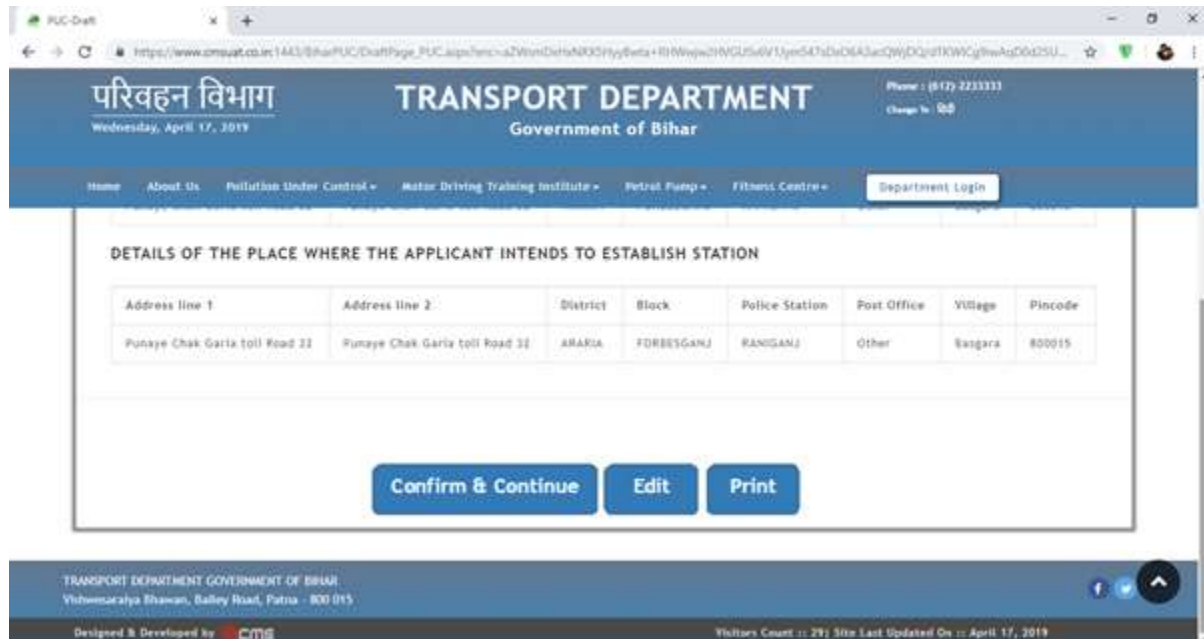 PUC-Draft
परिवहन विभाग
Wednesday, April 17, 2019
TRANSPORT DEPARTMENT
Government of Bihar
Phone : (612) 2233333
Change To : हिंदी
Home About Us Pollution Under Control Motor Driving Training Institute Petrol Pump Fitness Centre Department Login
DETAILS OF THE PLACE WHERE THE APPLICANT INTENDS TO ESTABLISH STATION
Address line 1 Address line 2 District Block Police Station Post Office Village Pincode
Punaye Chak Garia toll Road 32 Punaye Chak Garia toll Road 32 ARARIA FORBESGANJ RANIGANJ Other Basgara 800015
Confirm & Continue Edit Print
TRANSPORT DEPARTMENT GOVERNMENT OF BIHAR
Vishwesaraiya Bhawan, Bailey Road, Patna - 800 015
Designed & Developed by CMS
Visitors Count :: 291 Site Last Updated On :: April 17, 2019